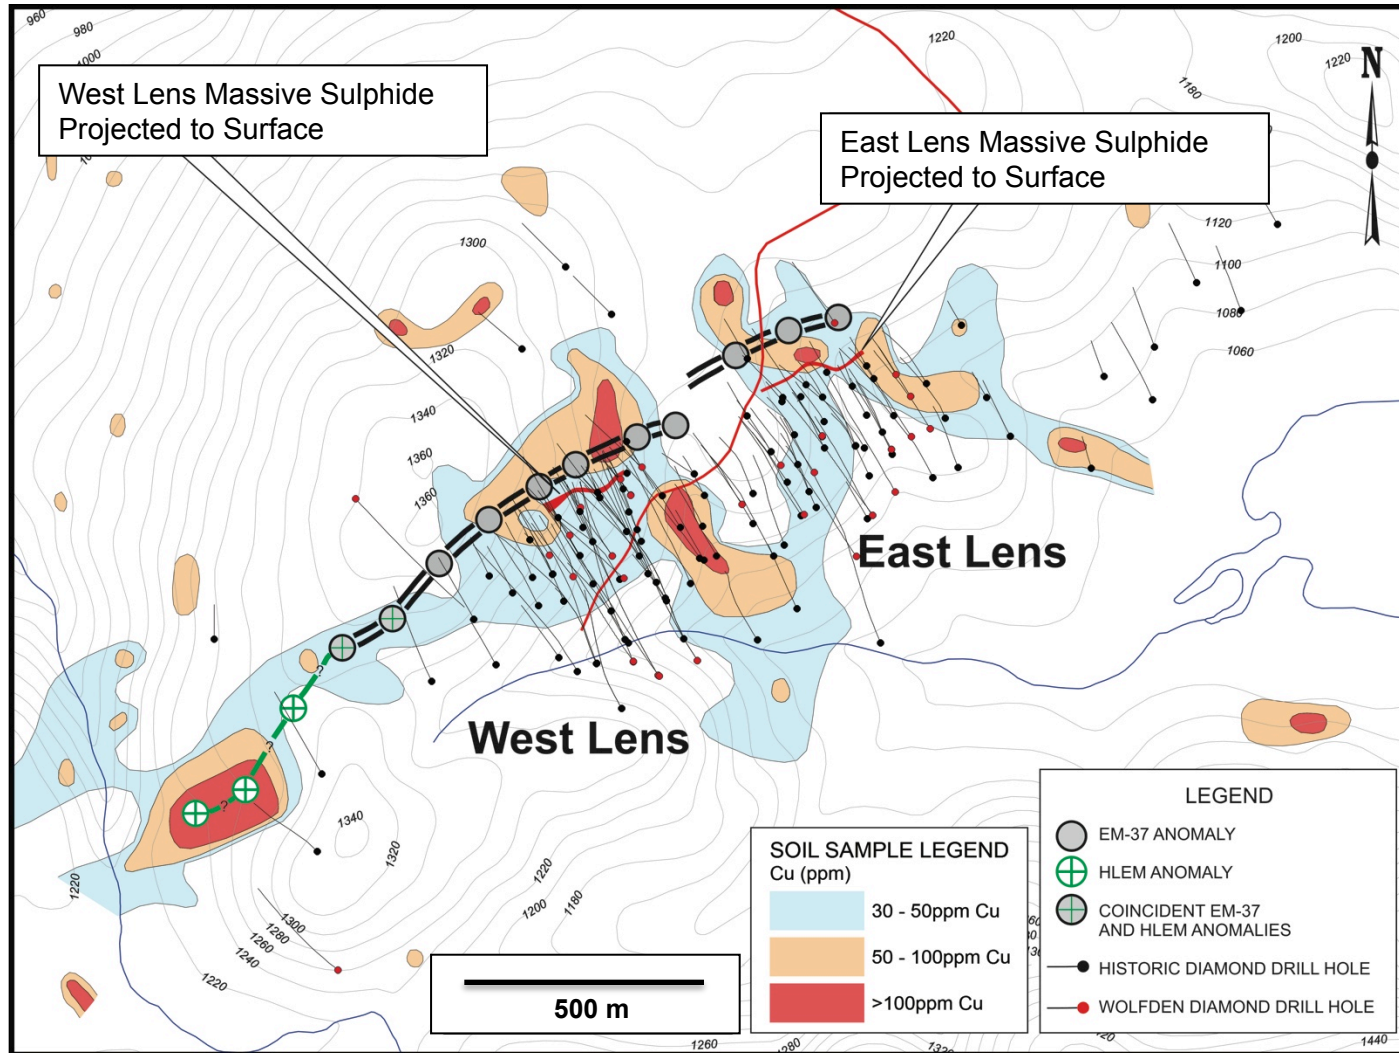 960
980
1000
1220
1200
1220
N
1180
West Lens Massive Sulphide
Projected to Surface
East Lens Massive Sulphide
Projected to Surface
1300
1120
1100
1080
1060
1320
1340
1360
1360
East Lens
?
West Lens
?
?
1340
1320
1220
1220
1200
1180
1300
1280
1260
1240
1220
500 m
SOIL SAMPLE LEGEND
Cu (ppm)
30 - 50ppm Cu
50 - 100ppm Cu
>100ppm Cu
LEGEND
EM-37 ANOMALY
HLEM ANOMALY
COINCIDENT EM-37
AND HLEM ANOMALIES
HISTORIC DIAMOND DRILL HOLE
WOLFDEN DIAMOND DRILL HOLE
1260
1280
1440